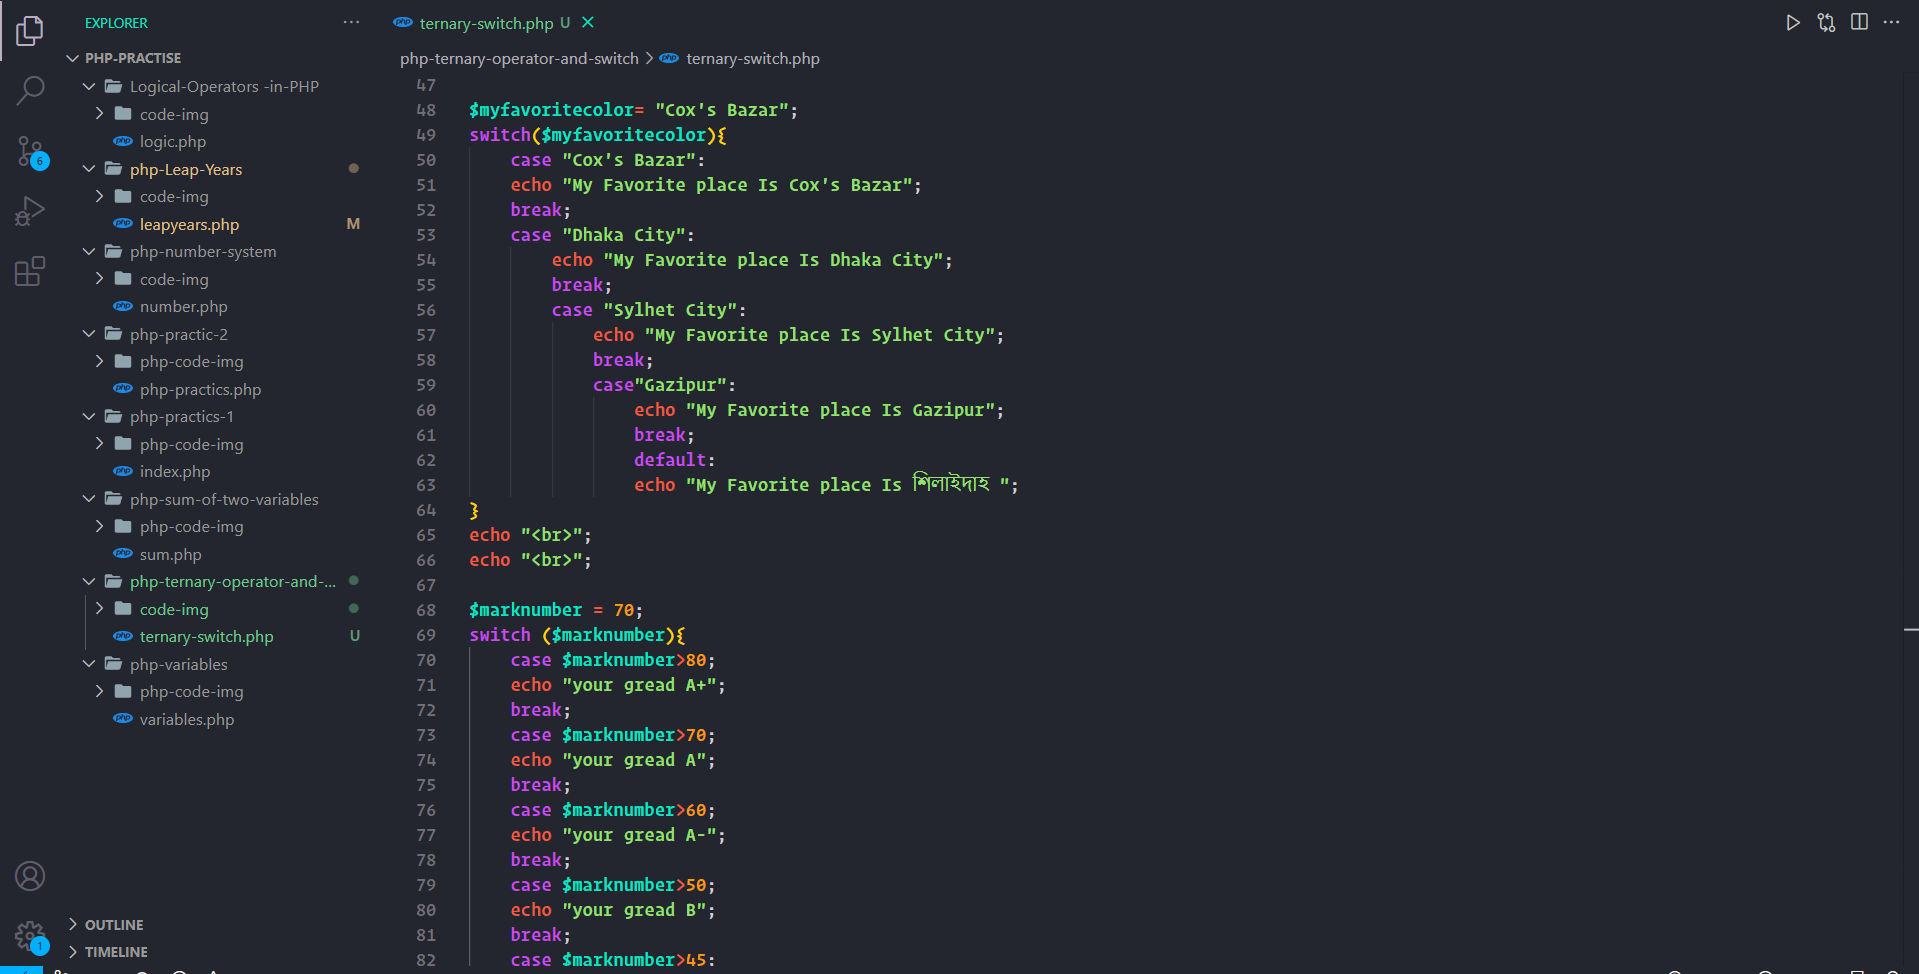 EXPLORER
PHP-PRACTISE
Logical-Operators -in-PHP
code-img
logic.php
php-Leap-Years
code-img
leapyears.php M
php-number-system
code-img
number.php
php-practic-2
php-code-img
php-practics.php
php-practics-1
php-code-img
index.php
php-sum-of-two-variables
php-code-img
sum.php
php-ternary-operator-and-...
code-img
ternary-switch.php U
php-variables
php-code-img
variables.php
OUTLINE
TIMELINE
6
1
ternary-switch.php U
php-ternary-operator-and-switch > ternary-switch.php
47
48 $myfavoritecolor= "Cox's Bazar";
49 switch($myfavoritecolor){
50 case "Cox's Bazar":
51 echo "My Favorite place Is Cox's Bazar";
52 break;
53 case "Dhaka City":
54 echo "My Favorite place Is Dhaka City";
55 break;
56 case "Sylhet City":
57 echo "My Favorite place Is Sylhet City";
58 break;
59 case"Gazipur":
60 echo "My Favorite place Is Gazipur";
61 break;
62 default:
63 echo "My Favorite place Is শিলাইদাহ ";
64 }
65 echo "<br>";
66 echo "<br>";
67
68 $marknumber = 70;
69 switch ($marknumber){
70 case $marknumber>80;
71 echo "your gread A+";
72 break;
73 case $marknumber>70;
74 echo "your gread A";
75 break;
76 case $marknumber>60;
77 echo "your gread A-";
78 break;
79 case $marknumber>50;
80 echo "your gread B";
81 break;
82 case $marknumber>45: